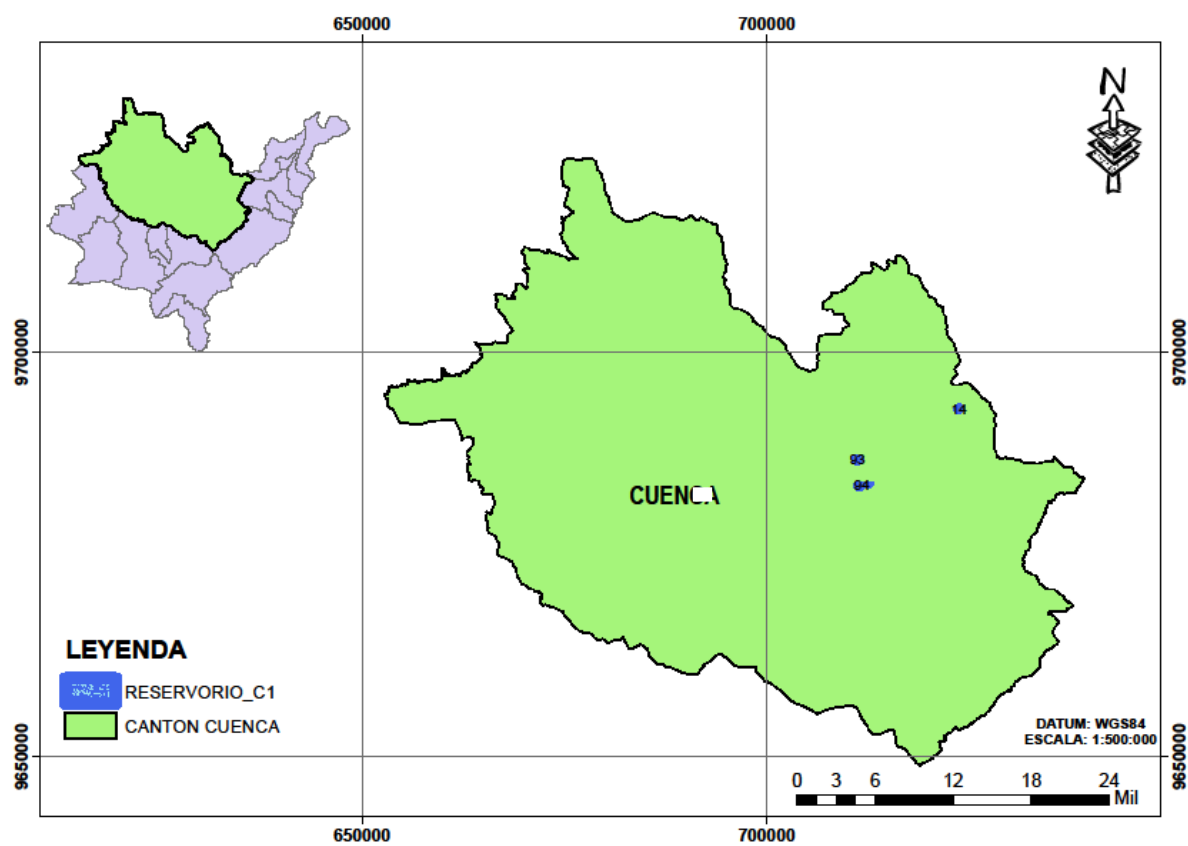 650000
700000
N
9700000
9700000
14
93
94
CUENCA
LEYENDA
RESERVORIO_C1
CANTON CUENCA
DATUM: WGS84
ESCALA: 1:500:000
9650000
9650000
0 3 6 12 18 24
Mil
650000
700000